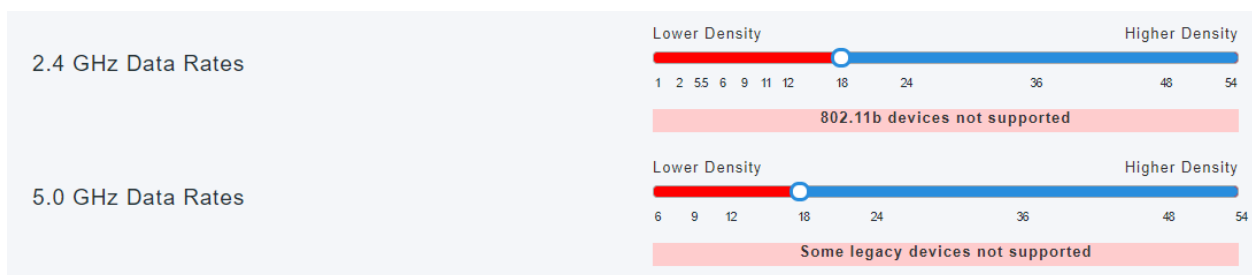 Lower Density Higher Density
2.4 GHz Data Rates
1 2 5.5 6 9 11 12 18 24 36 48 54
802.11b devices not supported
Lower Density Higher Density
5.0 GHz Data Rates
6 9 12 18 24 36 48 54
Some legacy devices not supported